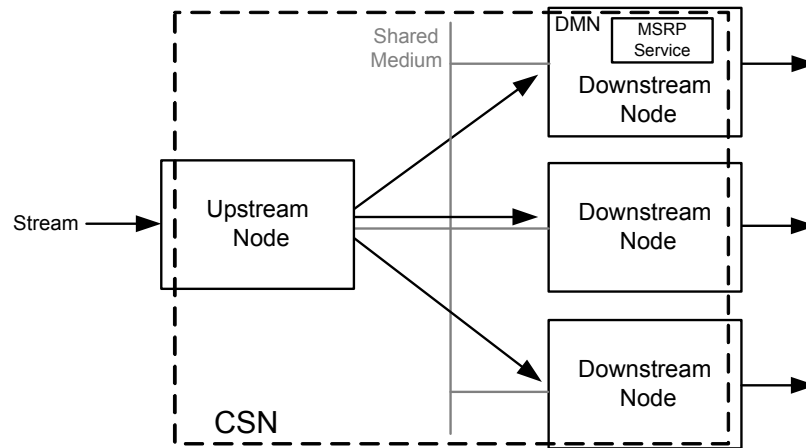 Shared
Medium
DMN
MSRP
Service
Downstream
Node
Stream
Upstream
Node
Downstream
Node
Downstream
Node
CSN